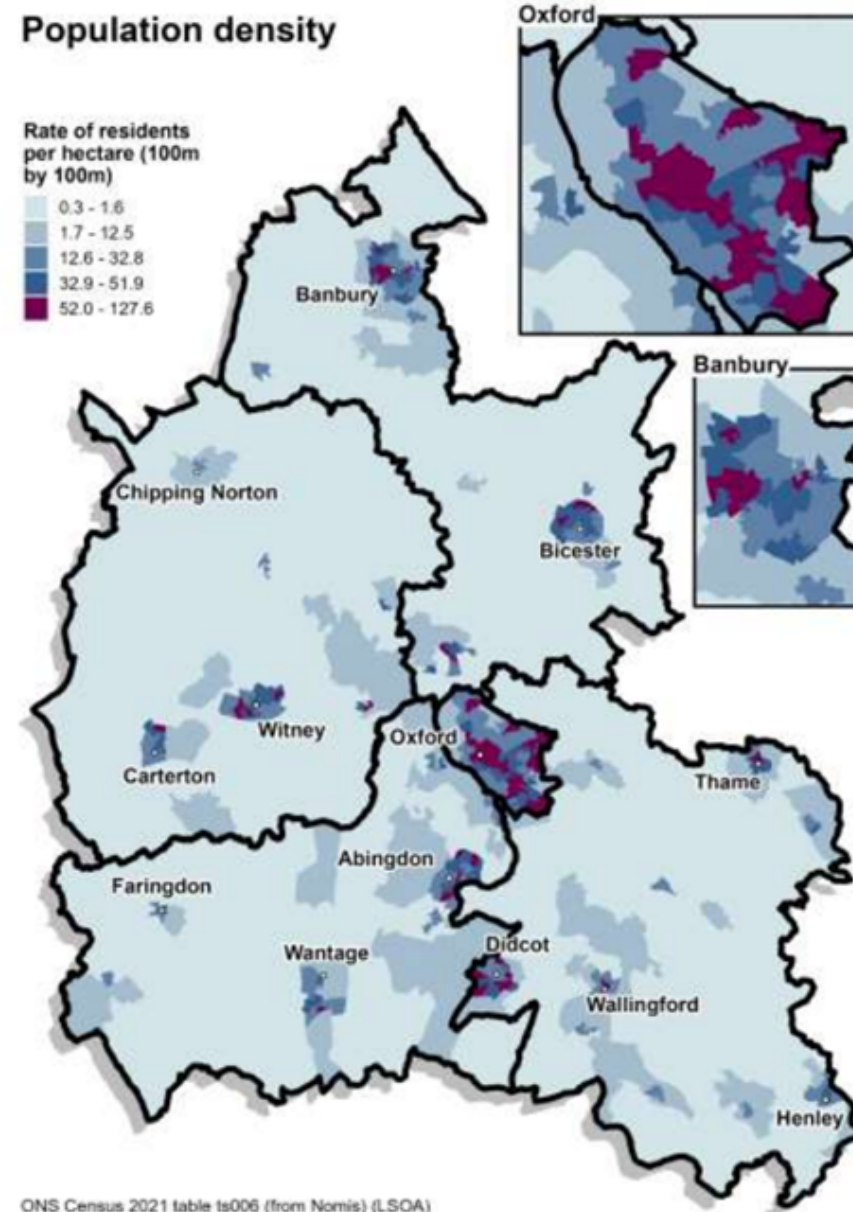 Population density
Oxford
Rate of residents
per hectare (100m
by 100m)
0.3 - 1.6
1.7 - 12.5
12.6 - 32.8
32.9 - 51.9
52.0 - 127.6
Banbury
Banbury
Chipping Norton
Bicester
Witney
Oxford
Carterton
Thame
Abingdon
Faringdon
Didcot
Wantage
Wallingford
Henley
ONS Census 2021 table ts006 (from Nomis) (LSOA)